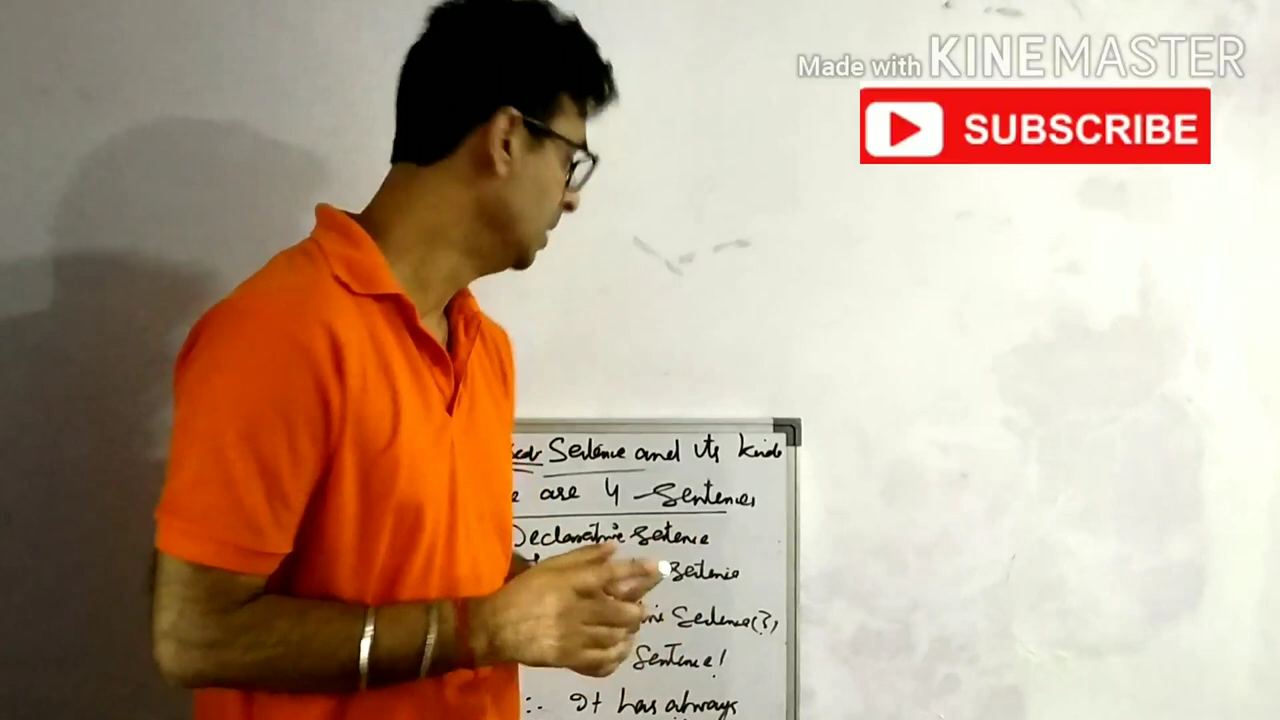 Made with KINEMASTER
SUBSCRIBE
Sentence and its kinds
are 4 Sentences
Declarative Sentence
Sentence
Sentence (?)
Sentence!
:- It has always